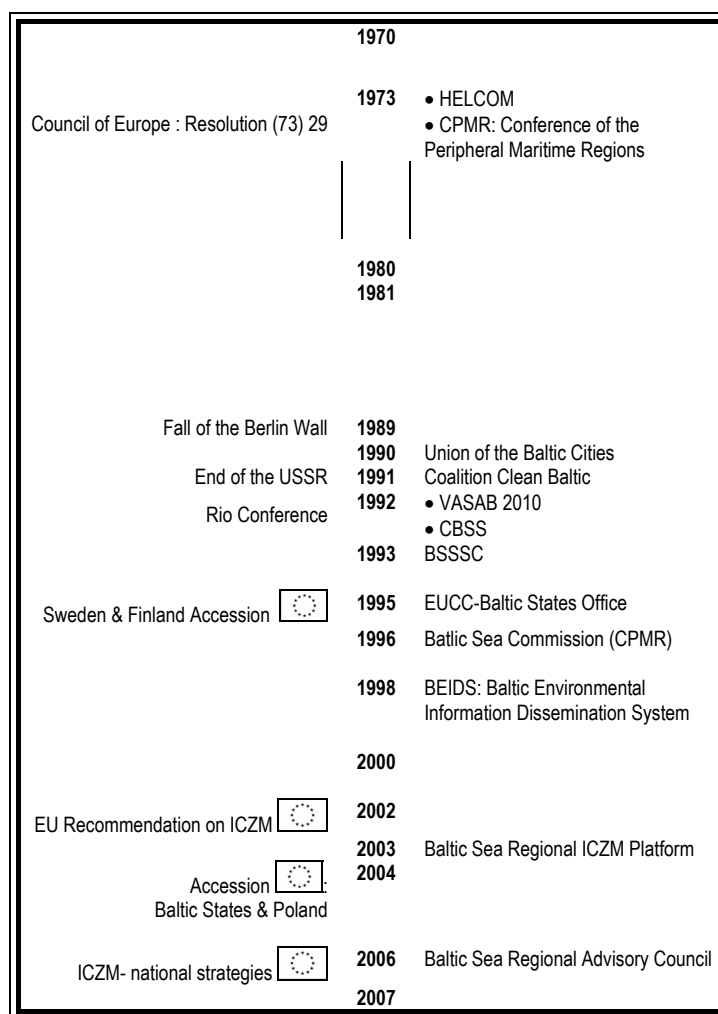 1970
1973 • HELCOM
Council of Europe : Resolution (73) 29 • CPMR: Conference of the
Peripheral Maritime Regions
1980
1981
Fall of the Berlin Wall 1989
1990 Union of the Baltic Cities
End of the USSR 1991 Coalition Clean Baltic
1992 • VASAB 2010
Rio Conference
• CBSS
1993 BSSSC
Sweden & Finland Accession 1995 EUCC-Baltic States Office
1996 Batlic Sea Commission (CPMR)
1998 BEIDS: Baltic Environmental
Information Dissemination System
2000
EU Recommendation on ICZM 2002
2003 Baltic Sea Regional ICZM Platform
2004
Accession :
Baltic States & Poland
ICZM- national strategies 2006 Baltic Sea Regional Advisory Council
2007